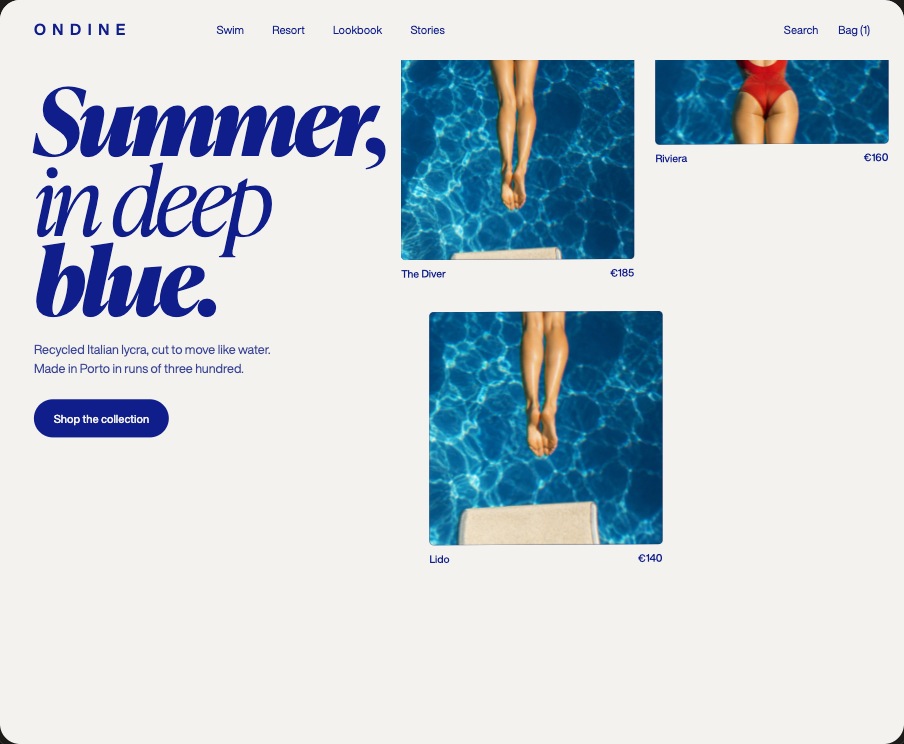 ONDINE
Swim Resort Lookbook Stories
Search Bag (1)
Summer,
in deep
blue.
Recycled Italian lycra, cut to move like water.
Made in Porto in runs of three hundred.
Shop the collection
The Diver €185
Riviera €160
Lido €140